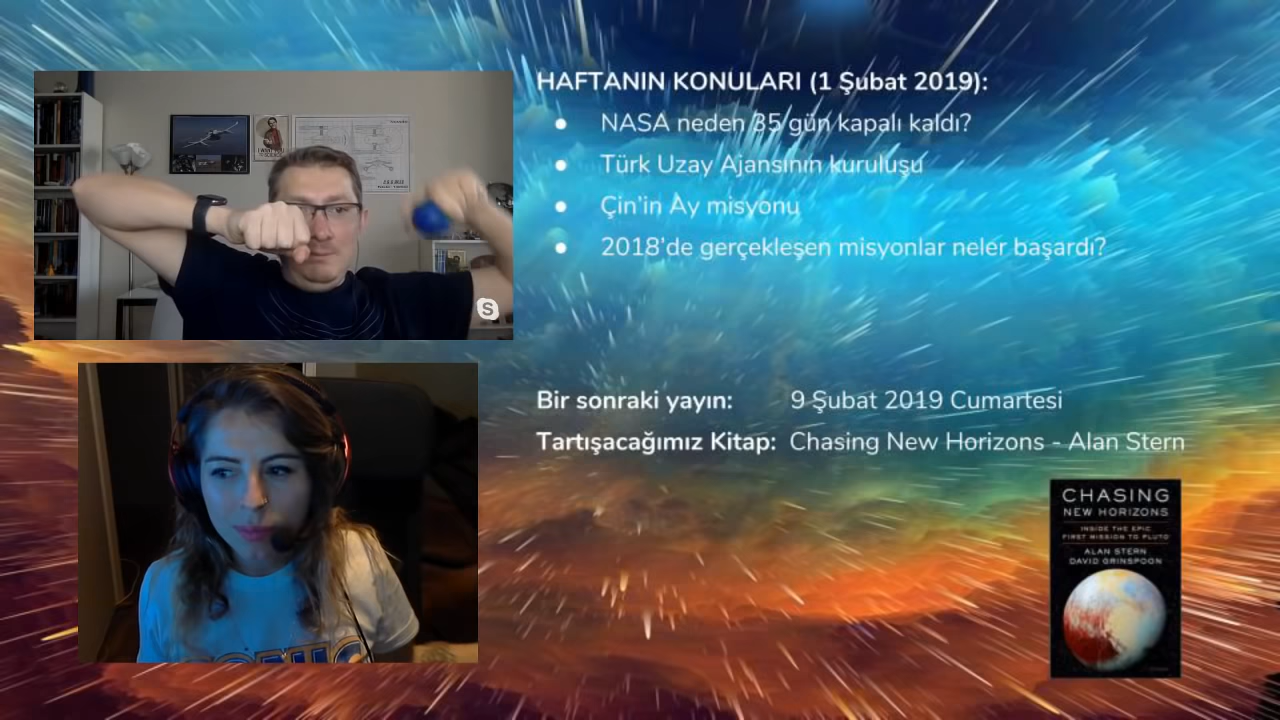 HAFTANIN KONULARI (1 Şubat 2019):
● NASA neden 35 gün kapalı kaldı?
● Türk Uzay Ajansının kuruluşu
● Çin'in Ay misyonu
● 2018'de gerçekleşen misyonlar neler başardı?
Bir sonraki yayın: 9 Şubat 2019 Cumartesi
Tartışacağımız Kitap: Chasing New Horizons - Alan Stern
CHASING
NEW HORIZONS
INSIDE THE EPIC
FIRST MISSION TO PLUTO
ALAN STERN
DAVID GRINSPOON
S